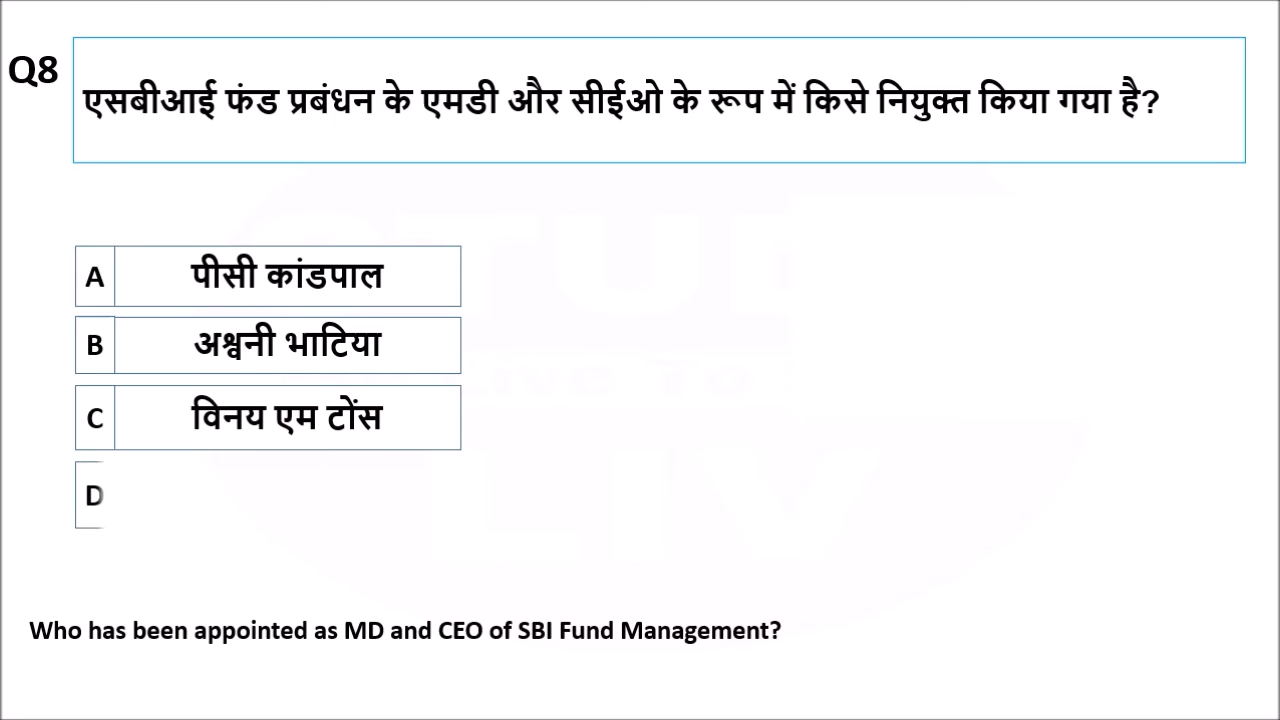 Q8
एसबीआई फंड प्रबंधन के एमडी और सीईओ के रूप में किसे नियुक्त किया गया है?
A पीसी कांडपाल
B अश्वनी भाटिया
C विनय एम टोंस
D
Who has been appointed as MD and CEO of SBI Fund Management?